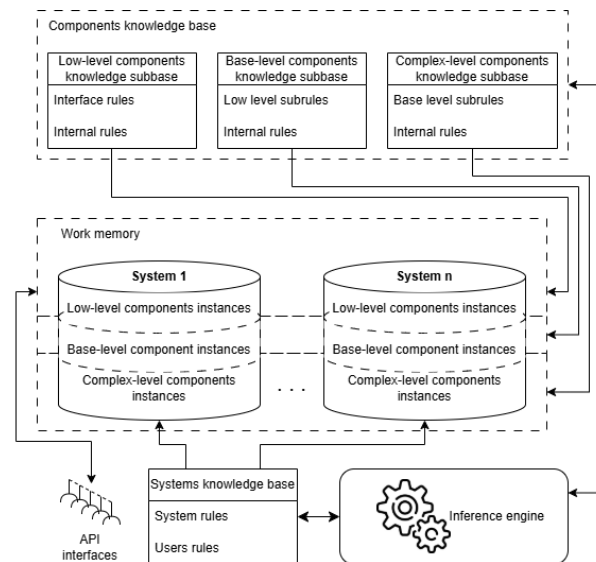 Components knowledge base
Low-level components
knowledge subbase
Interface rules
Internal rules
Base-level components
knowledge subbase
Low level subrules
Internal rules
Complex-level components
knowledge subbase
Base level subrules
Internal rules
Work memory
System 1
Low-level components instances
Base-level component instances
Complex-level components
instances
. . .
System n
Low-level components instances
Base-level component instances
Complex-level components
instances
API
interfaces
Systems knowledge base
System rules
Users rules
Inference engine